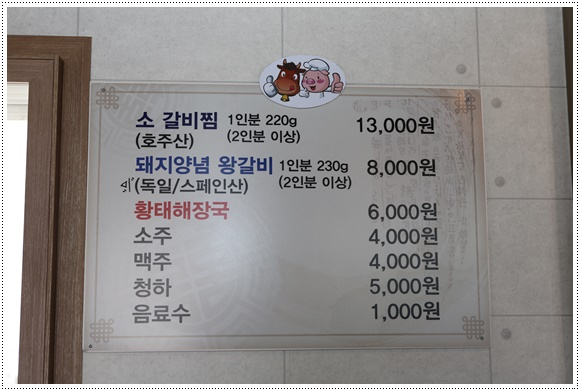 소 갈비찜 1인분 220g 13,000원
(호주산) (2인분 이상)
돼지양념 왕갈비 1인분 230g 8,000원
(독일/스페인산) (2인분 이상)
황태해장국 6,000원
소주 4,000원
맥주 4,000원
청하 5,000원
음료수 1,000원